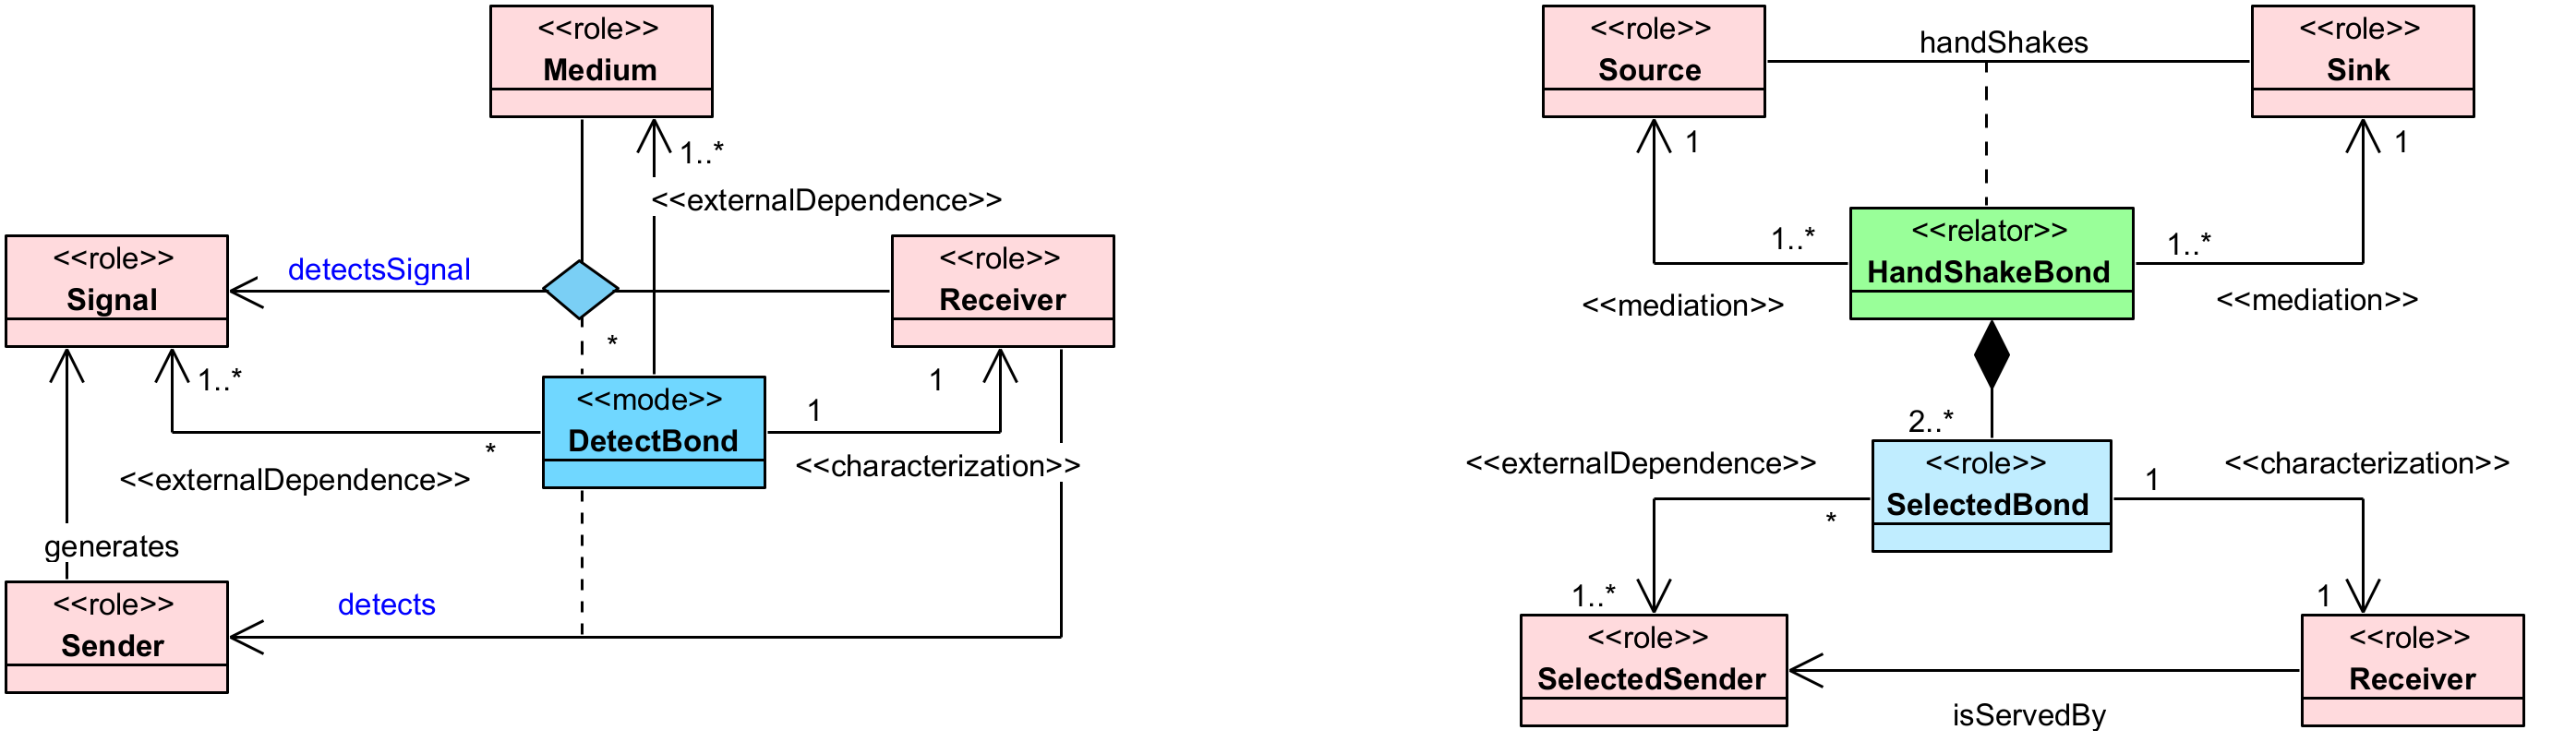 <<role>>
Medium
1..*
<<externalDependence>>
<<role>>
Signal
detectsSignal
<<role>>
Receiver
*
1..*
1
<<mode>>
DetectBond
1
*
<<externalDependence>>
<<characterization>>
generates
<<role>>
Sender
detects
<<role>>
Source
handShakes
<<role>>
Sink
1
1
1..*
<<relator>>
HandShakeBond
1..*
<<mediation>>
<<mediation>>
2..*
<<externalDependence>>
<<role>>
SelectedBond
1
<<characterization>>
*
1..*
1
<<role>>
SelectedSender
<<role>>
Receiver
isServedBy